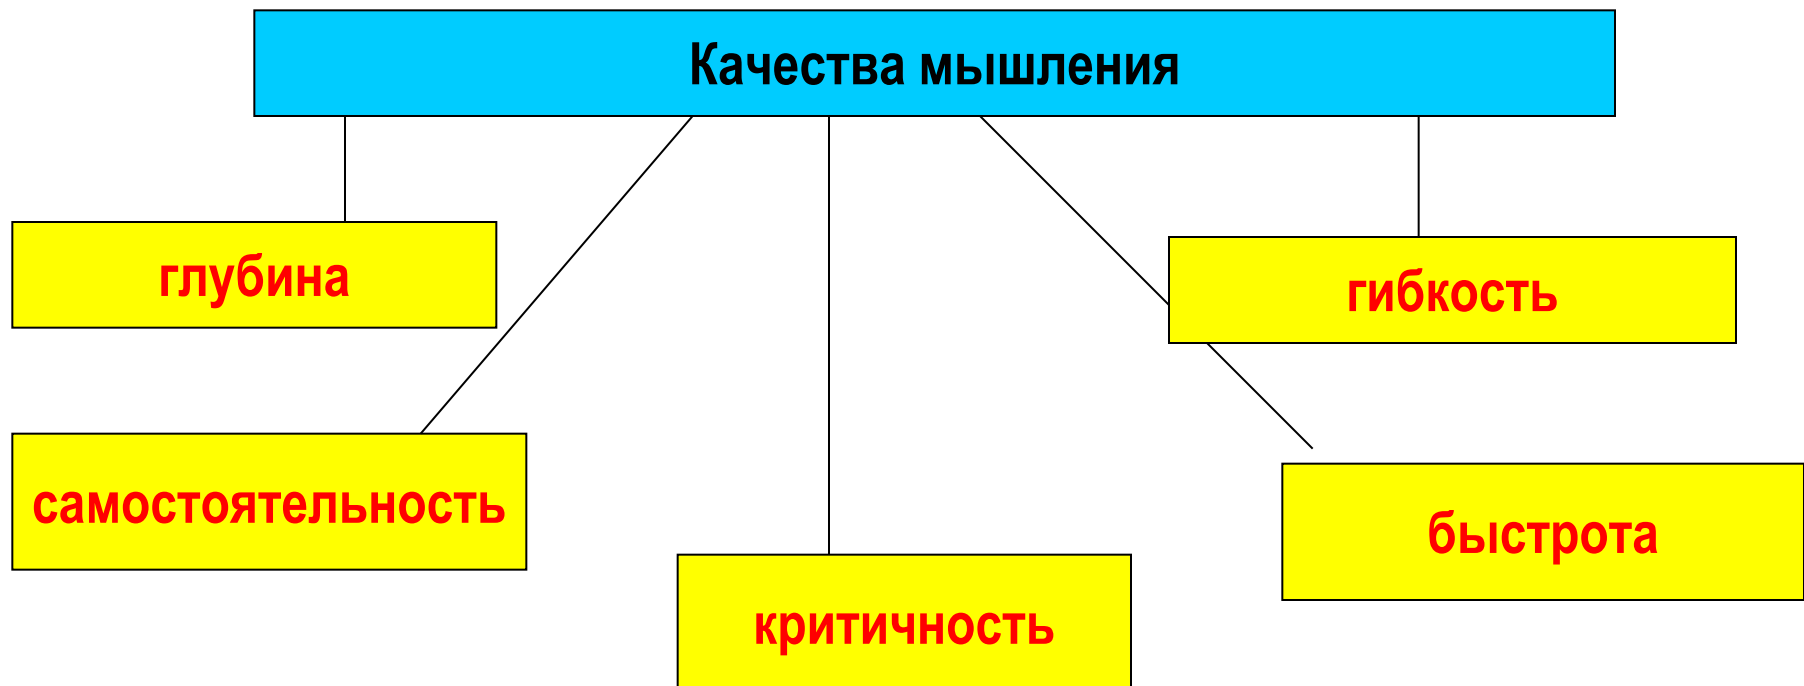 Качества мышления
глубина
гибкость
самостоятельность
быстрота
критичность